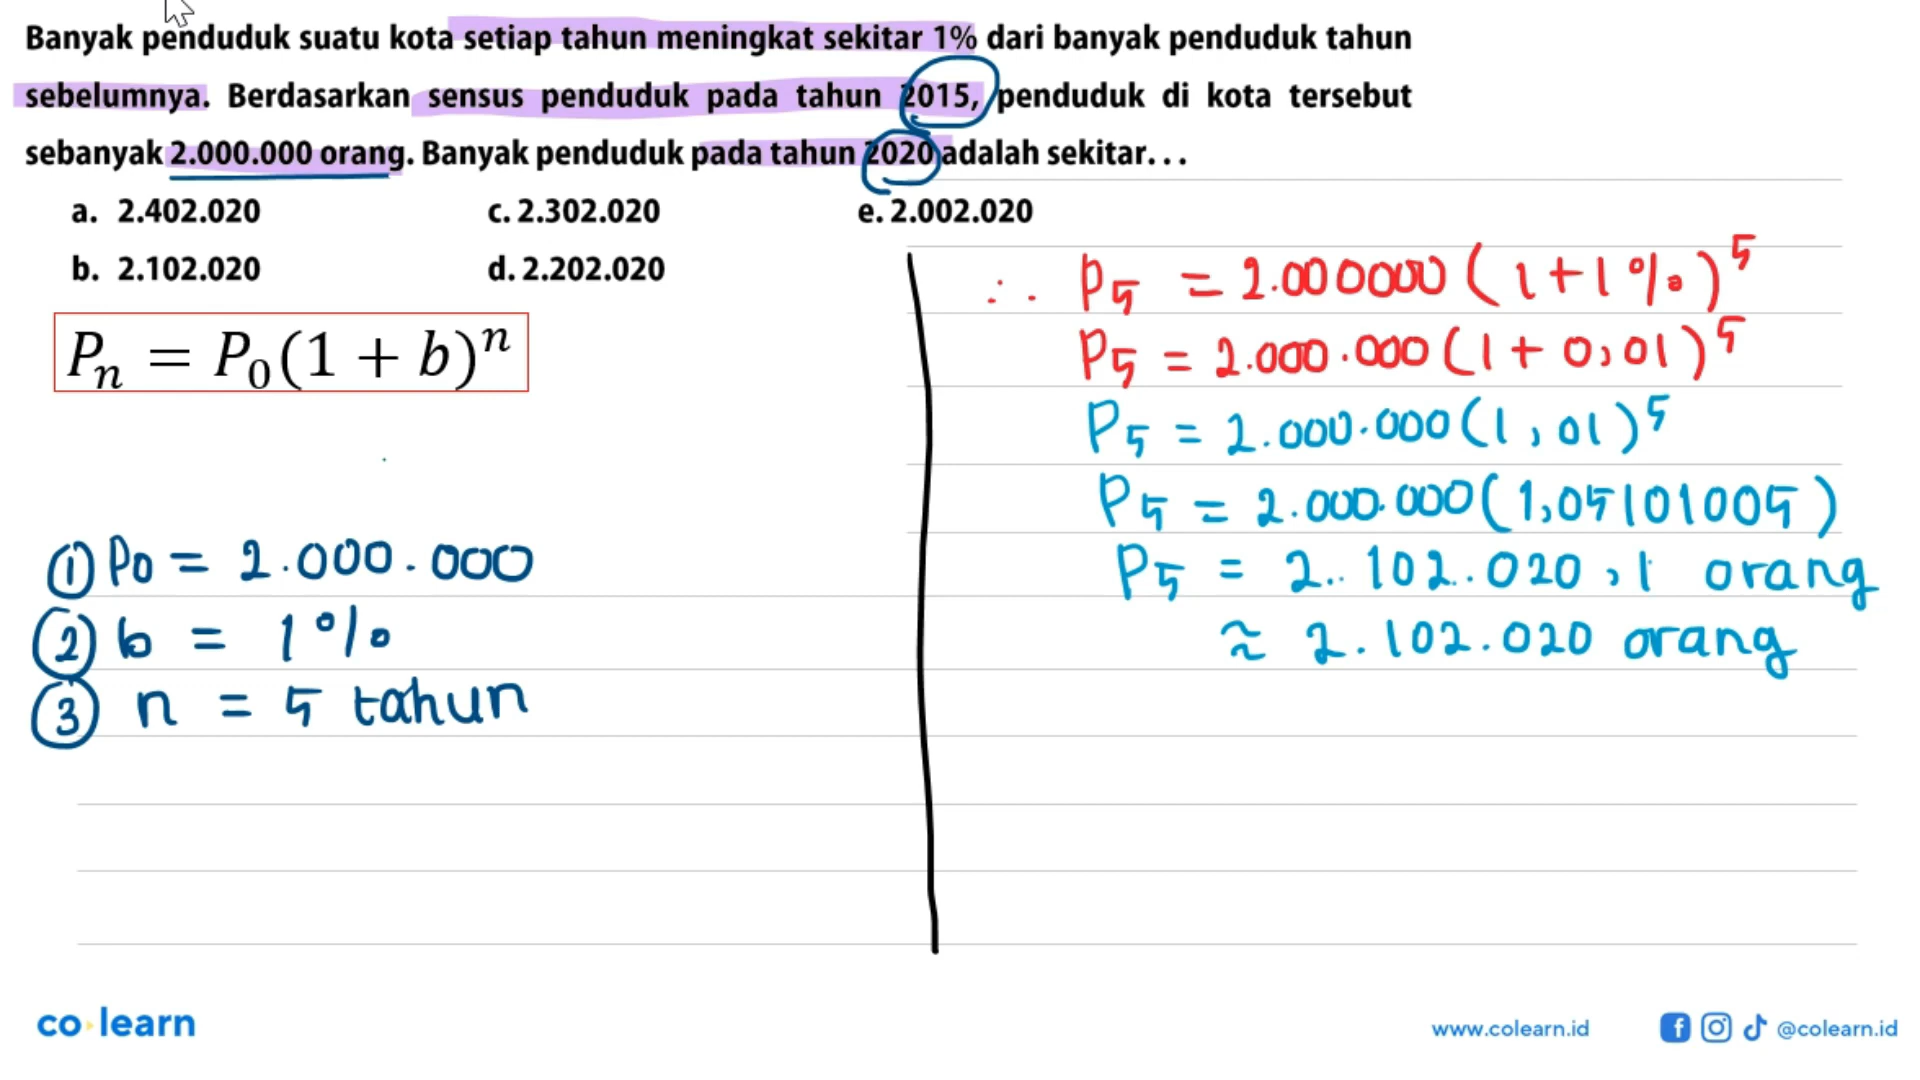 Banyak penduduk suatu kota setiap tahun meningkat sekitar 1% dari banyak penduduk tahun
sebelumnya. Berdasarkan sensus penduduk pada tahun 2015, penduduk di kota tersebut
sebanyak 2.000.000 orang. Banyak penduduk pada tahun 2020 adalah sekitar...
a. 2.402.020 c. 2.302.020 e. 2.002.020
b. 2.102.020 d. 2.202.020
Pₙ = P₀(1 + b)ⁿ
① P₀ = 2.000.000
② b = 1%
③ n = 5 tahun
∴ P₅ = 2.000000 (1+1%)⁵
P₅ = 2.000.000 (1 + 0,01)⁵
P₅ = 2.000.000 (1,01)⁵
P₅ = 2.000.000 (1,05101005)
P₅ = 2..102..020,1 orang
≈ 2.102.020 orang
co learn
www.colearn.id @colearn.id